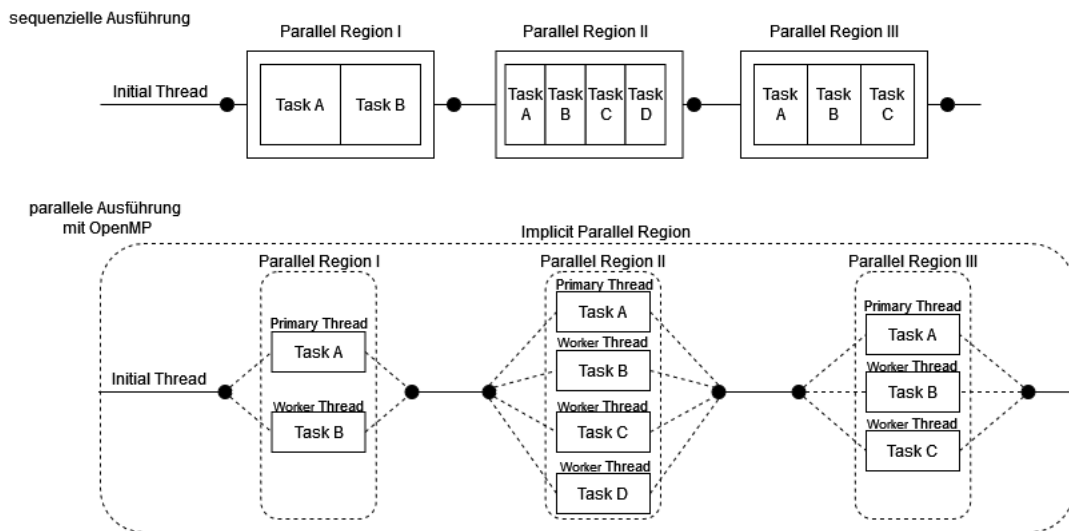 sequenzielle Ausführung
Parallel Region I
Parallel Region II
Parallel Region III
Initial Thread
Task A
Task B
Task
A
Task
B
Task
C
Task
D
Task
A
Task
B
Task
C
parallele Ausführung
mit OpenMP
Implicit Parallel Region
Parallel Region I
Parallel Region II
Parallel Region III
Initial Thread
Primary Thread
Task A
Worker Thread
Task B
Primary Thread
Task A
Worker Thread
Task B
Worker Thread
Task C
Worker Thread
Task D
Primary Thread
Task A
Worker Thread
Task B
Worker Thread
Task C